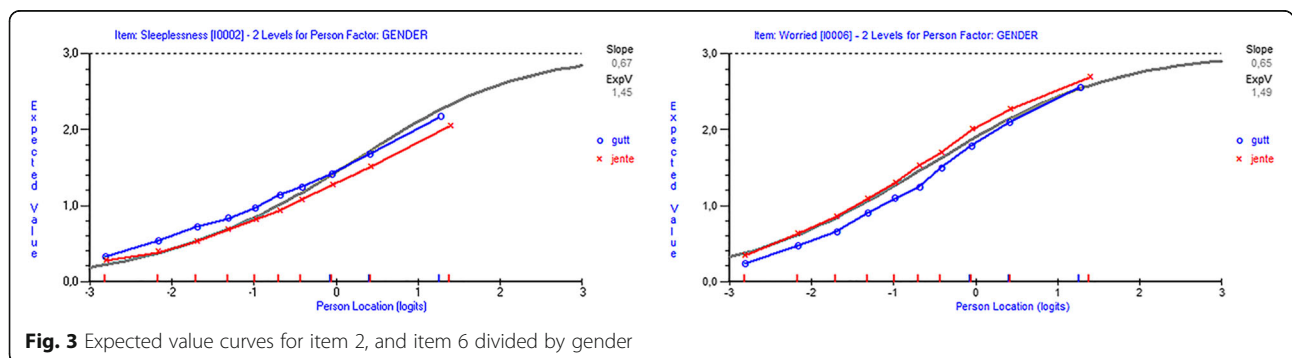 Item: Sleeplessness [I0002] - 2 Levels for Person Factor: GENDER
3,0
2,0
1,0
0,0
Expected Value
-3 -2 -1 0 1 2 3
Person Location (logits)
Slope
0,67
ExpV
1,45
gutt
jente
Item: Worried [I0006] - 2 Levels for Person Factor: GENDER
3,0
2,0
1,0
0,0
Expected Value
-3 -2 -1 0 1 2 3
Person Location (logits)
Slope
0,65
ExpV
1,49
gutt
jente
Fig. 3 Expected value curves for item 2, and item 6 divided by gender